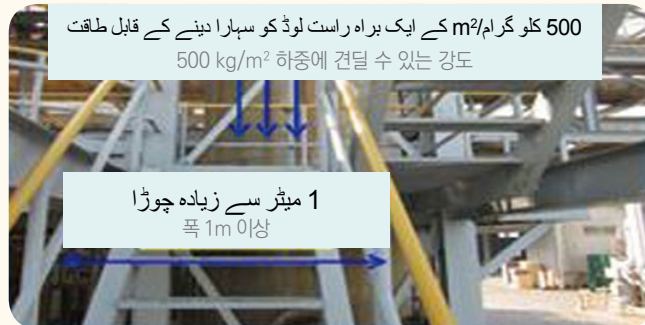 500 کلو گرام/m² کے ایک براہ راست لوڈ کو سہارا دینے کے قابل طاقت
500 kg/m² 하중에 견딜 수 있는 강도
1 میٹر سے زیادہ چوڑا
폭 1m 이상